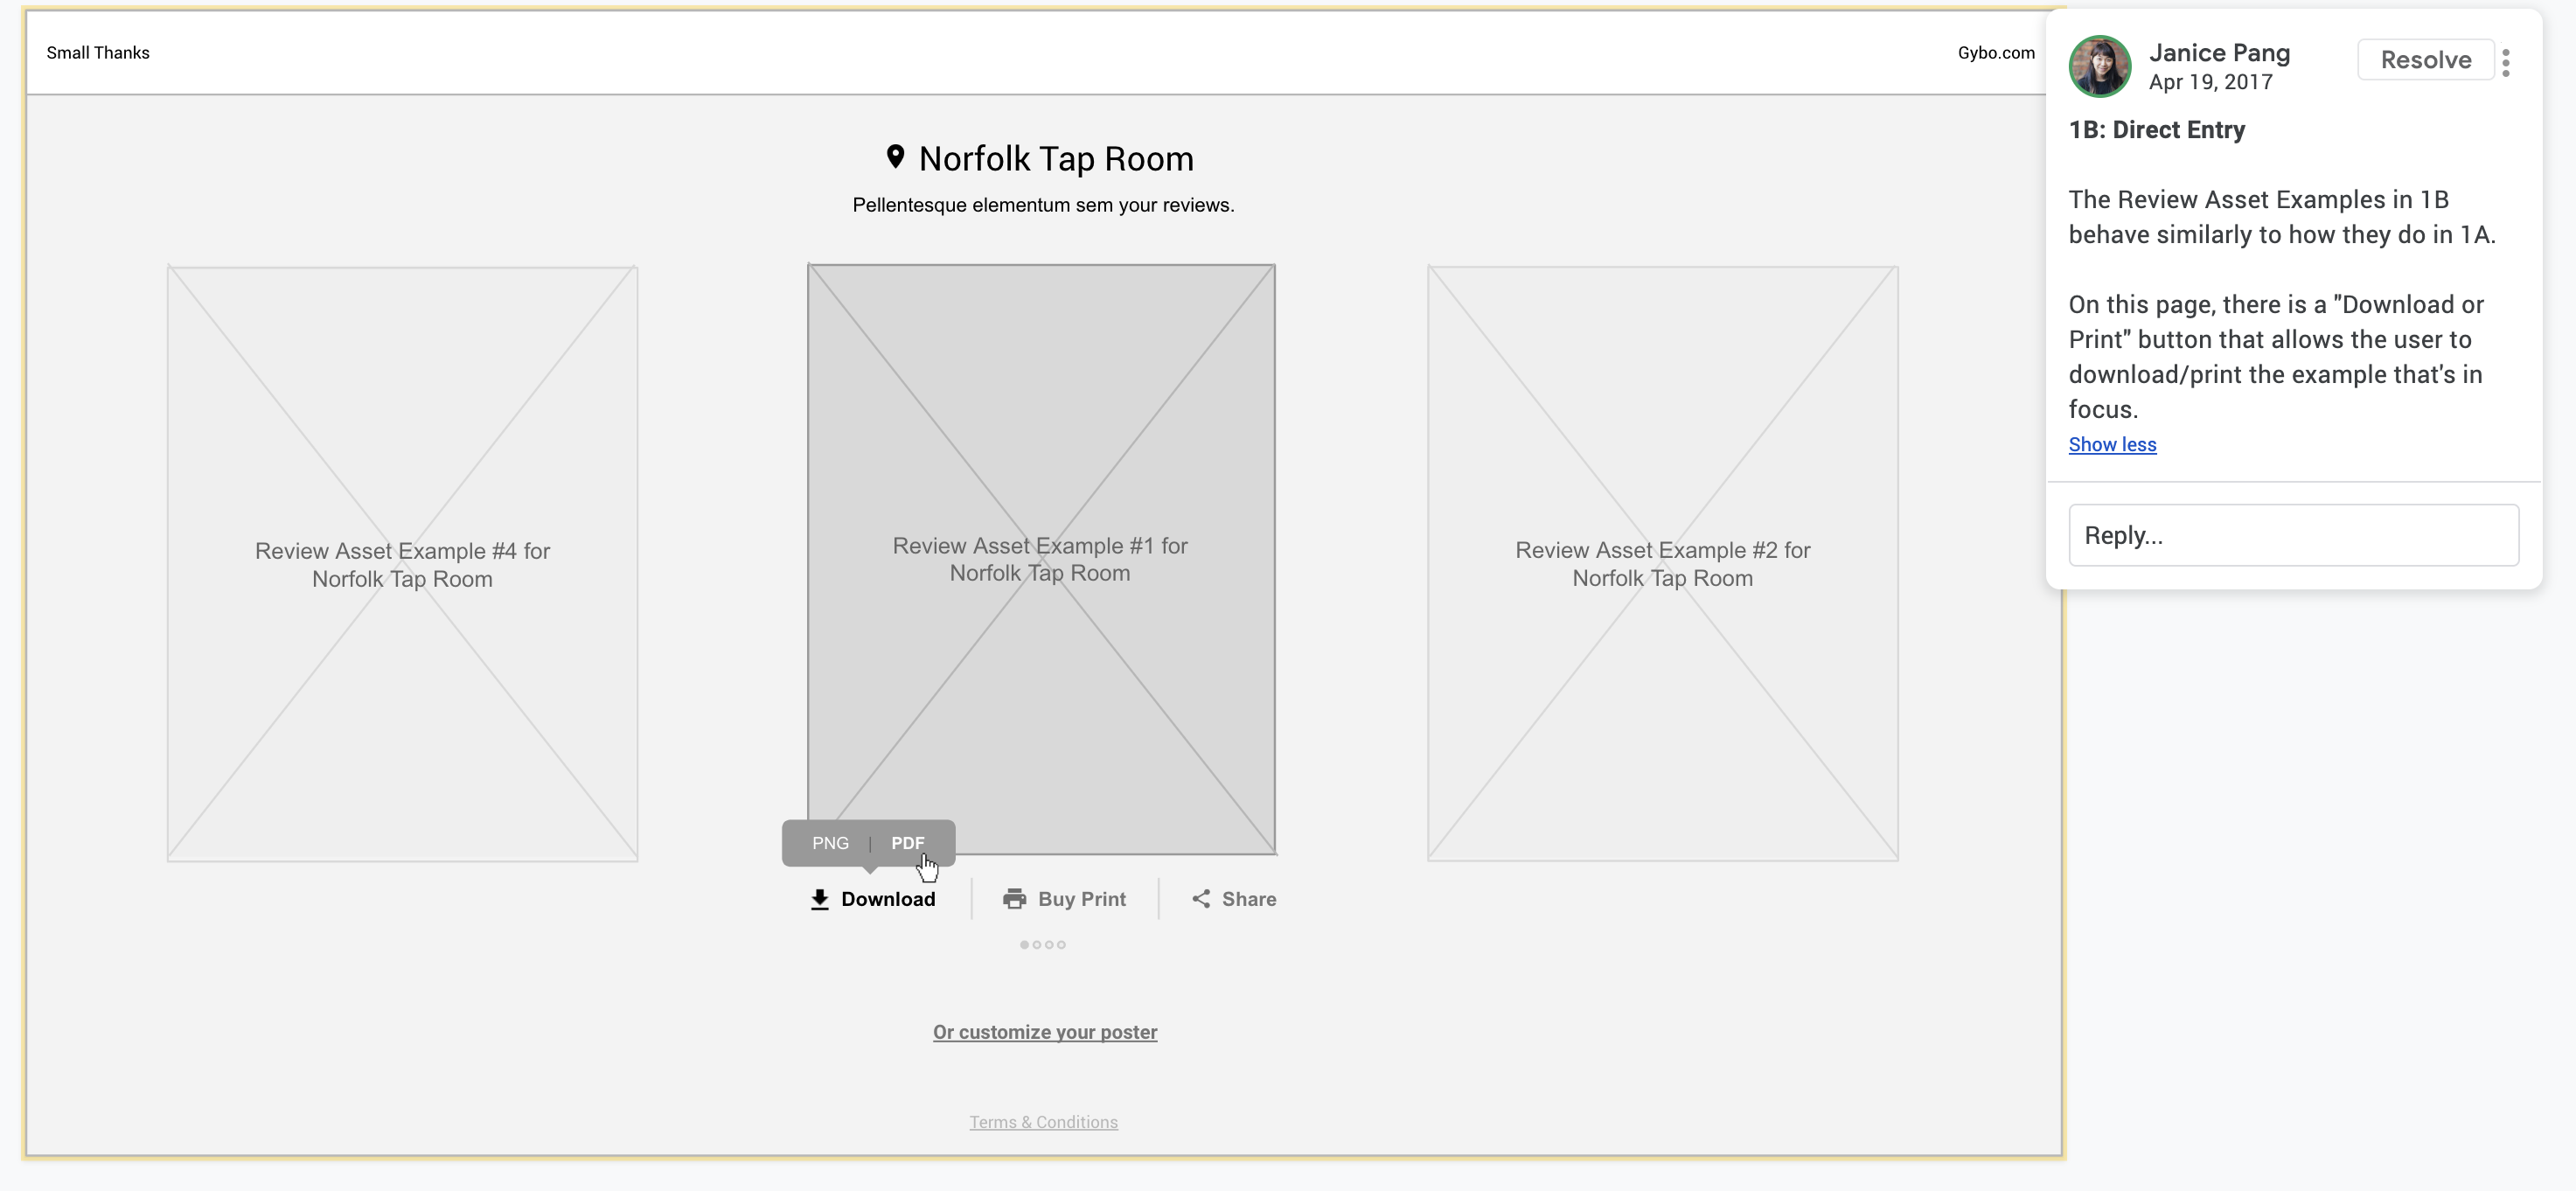 Small Thanks
Gybo.com
Norfolk Tap Room
Pellentesque elementum sem your reviews.
Review Asset Example #4 for
Norfolk Tap Room
Review Asset Example #1 for
Norfolk Tap Room
Review Asset Example #2 for
Norfolk Tap Room
PNG | PDF
Download
Buy Print
Share
Or customize your poster
Terms & Conditions
Janice Pang
Apr 19, 2017
Resolve
1B: Direct Entry
The Review Asset Examples in 1B
behave similarly to how they do in 1A.
On this page, there is a "Download or
Print" button that allows the user to
download/print the example that's in
focus.
Show less
Reply...